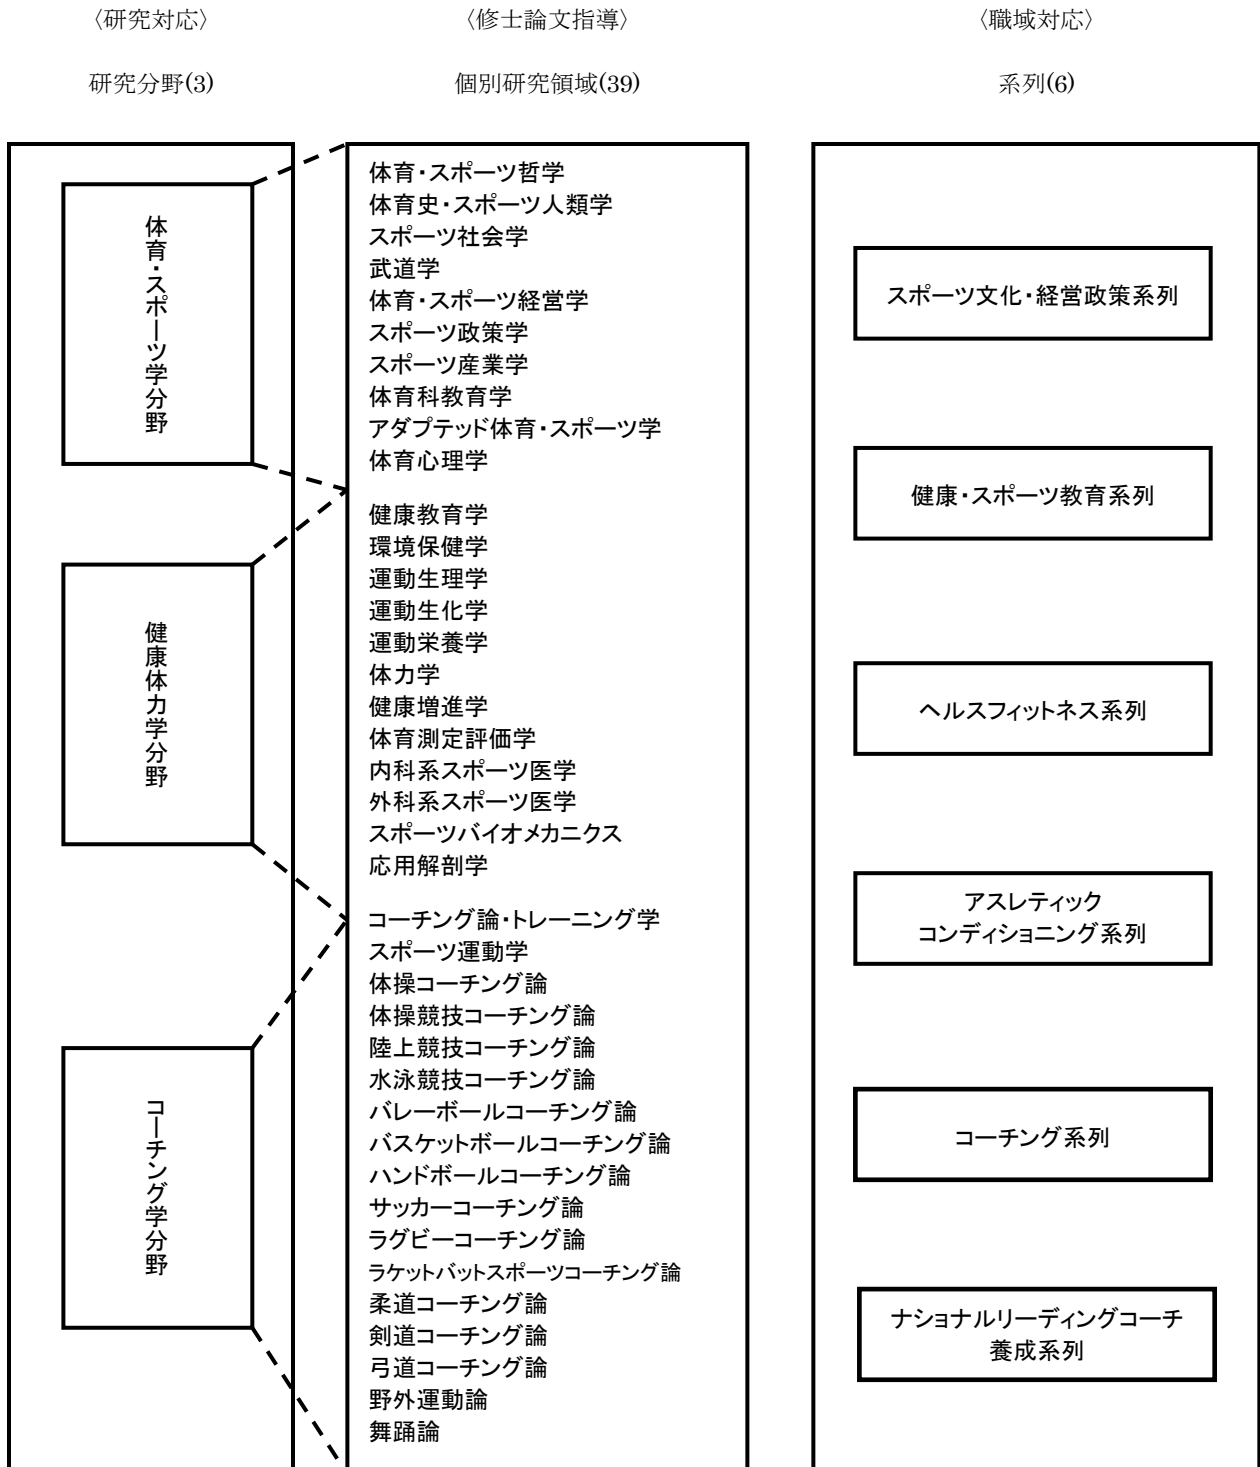 〈研究対応〉
〈修士論文指導〉
〈職域対応〉
研究分野(3)
個別研究領域(39)
系列(6)
体育・スポーツ学分野
健康体力学分野
コーチング学分野
体育・スポーツ哲学
体育史・スポーツ人類学
スポーツ社会学
武道学
体育・スポーツ経営学
スポーツ政策学
スポーツ産業学
体育科教育学
アダプテッド体育・スポーツ学
体育心理学
健康教育学
環境保健学
運動生理学
運動生化学
運動栄養学
体力学
健康増進学
体育測定評価学
内科系スポーツ医学
外科系スポーツ医学
スポーツバイオメカニクス
応用解剖学
コーチング論・トレーニング学
スポーツ運動学
体操コーチング論
体操競技コーチング論
陸上競技コーチング論
水泳競技コーチング論
バレーボールコーチング論
バスケットボールコーチング論
ハンドボールコーチング論
サッカーコーチング論
ラグビーコーチング論
ラケットバットスポーツコーチング論
柔道コーチング論
剣道コーチング論
弓道コーチング論
野外運動論
舞踊論
スポーツ文化・経営政策系列
健康・スポーツ教育系列
ヘルスフィットネス系列
アスレティック
コンディショニング系列
コーチング系列
ナショナルリーディングコーチ
養成系列